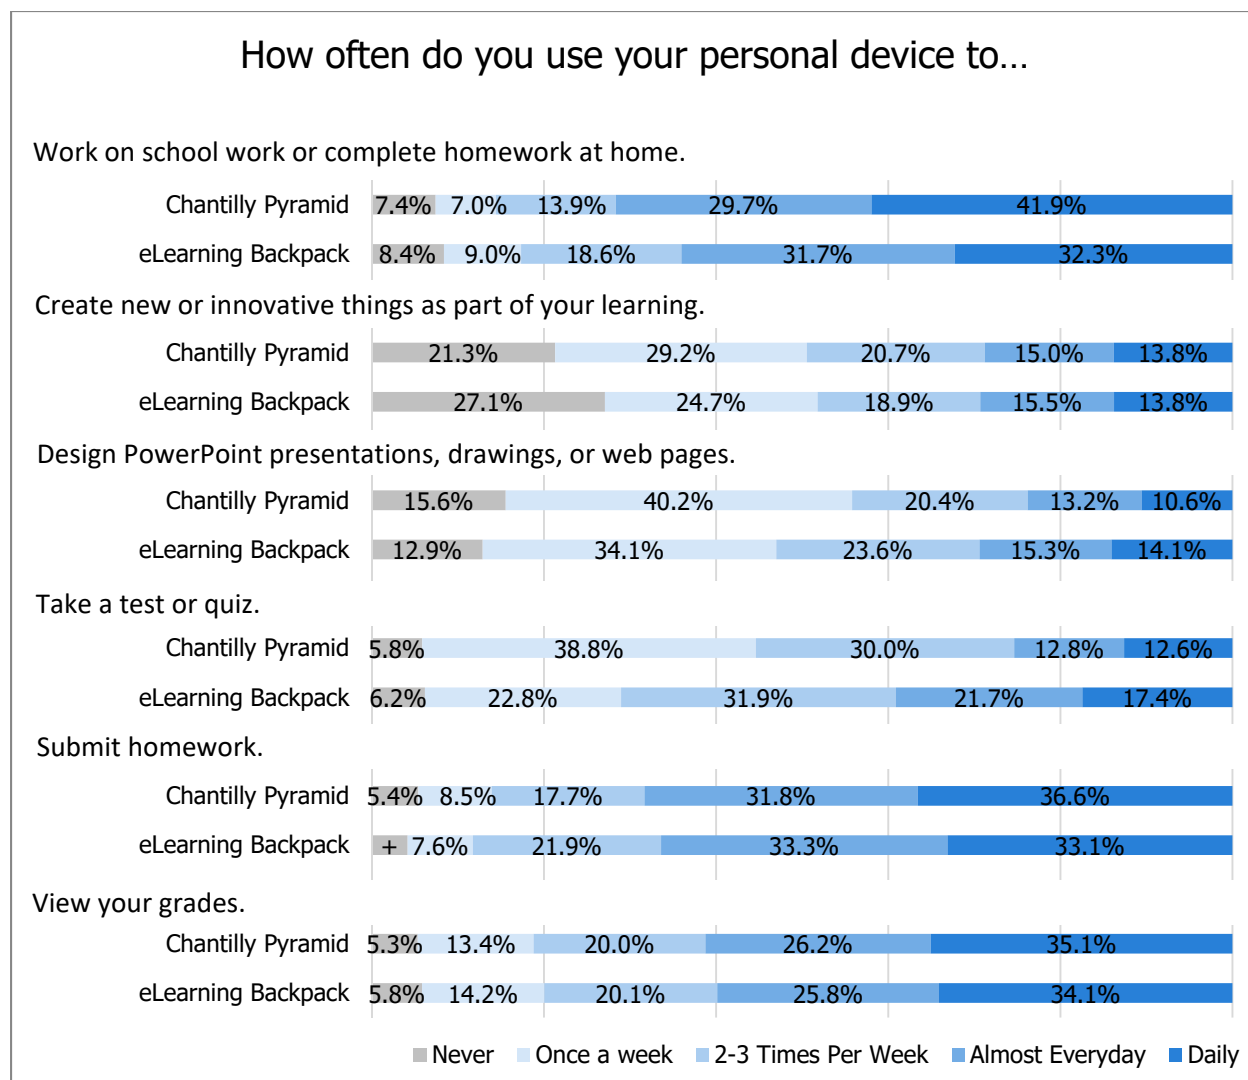 How often do you use your personal device to...
Work on school work or complete homework at home.
Chantilly Pyramid 7.4% 7.0% 13.9% 29.7% 41.9%
eLearning Backpack 8.4% 9.0% 18.6% 31.7% 32.3%
Create new or innovative things as part of your learning.
Chantilly Pyramid 21.3% 29.2% 20.7% 15.0% 13.8%
eLearning Backpack 27.1% 24.7% 18.9% 15.5% 13.8%
Design PowerPoint presentations, drawings, or web pages.
Chantilly Pyramid 15.6% 40.2% 20.4% 13.2% 10.6%
eLearning Backpack 12.9% 34.1% 23.6% 15.3% 14.1%
Take a test or quiz.
Chantilly Pyramid 5.8% 38.8% 30.0% 12.8% 12.6%
eLearning Backpack 6.2% 22.8% 31.9% 21.7% 17.4%
Submit homework.
Chantilly Pyramid 5.4% 8.5% 17.7% 31.8% 36.6%
eLearning Backpack + 7.6% 21.9% 33.3% 33.1%
View your grades.
Chantilly Pyramid 5.3% 13.4% 20.0% 26.2% 35.1%
eLearning Backpack 5.8% 14.2% 20.1% 25.8% 34.1%
Never Once a week 2-3 Times Per Week Almost Everyday Daily